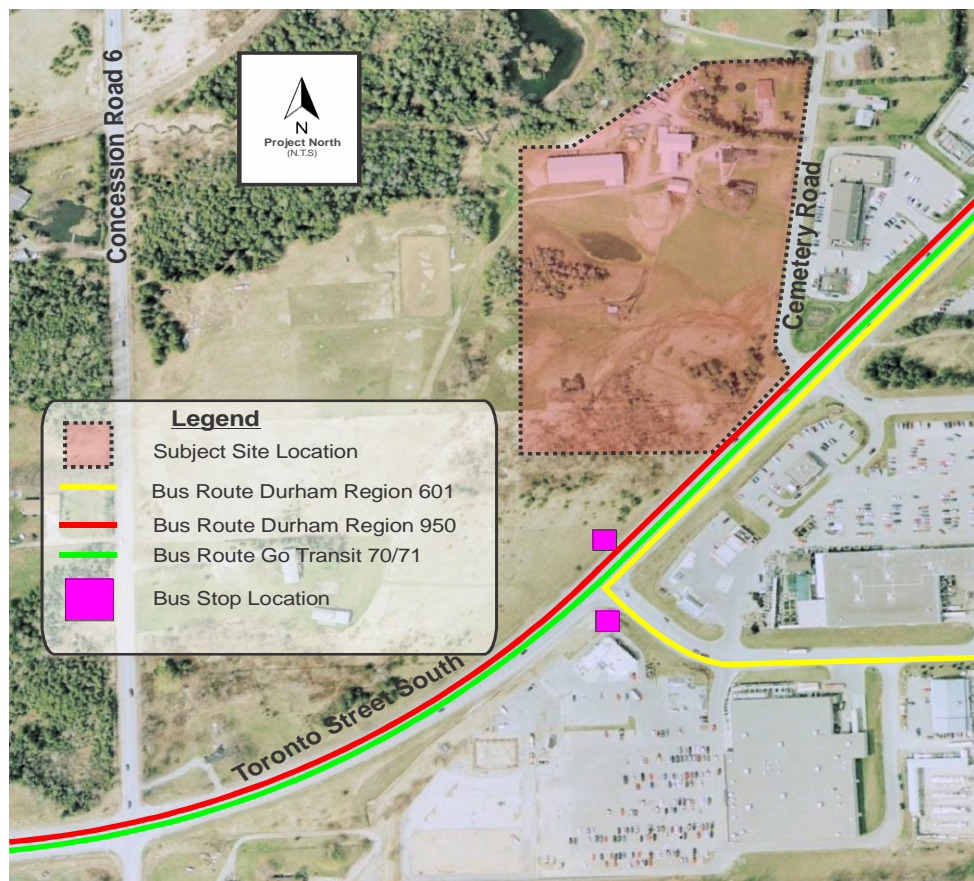 Concession Road 6
N
Project North
(N.T.S)
Cemetery Road
Legend
Subject Site Location
Bus Route Durham Region 601
Bus Route Durham Region 950
Bus Route Go Transit 70/71
Bus Stop Location
Toronto Street South